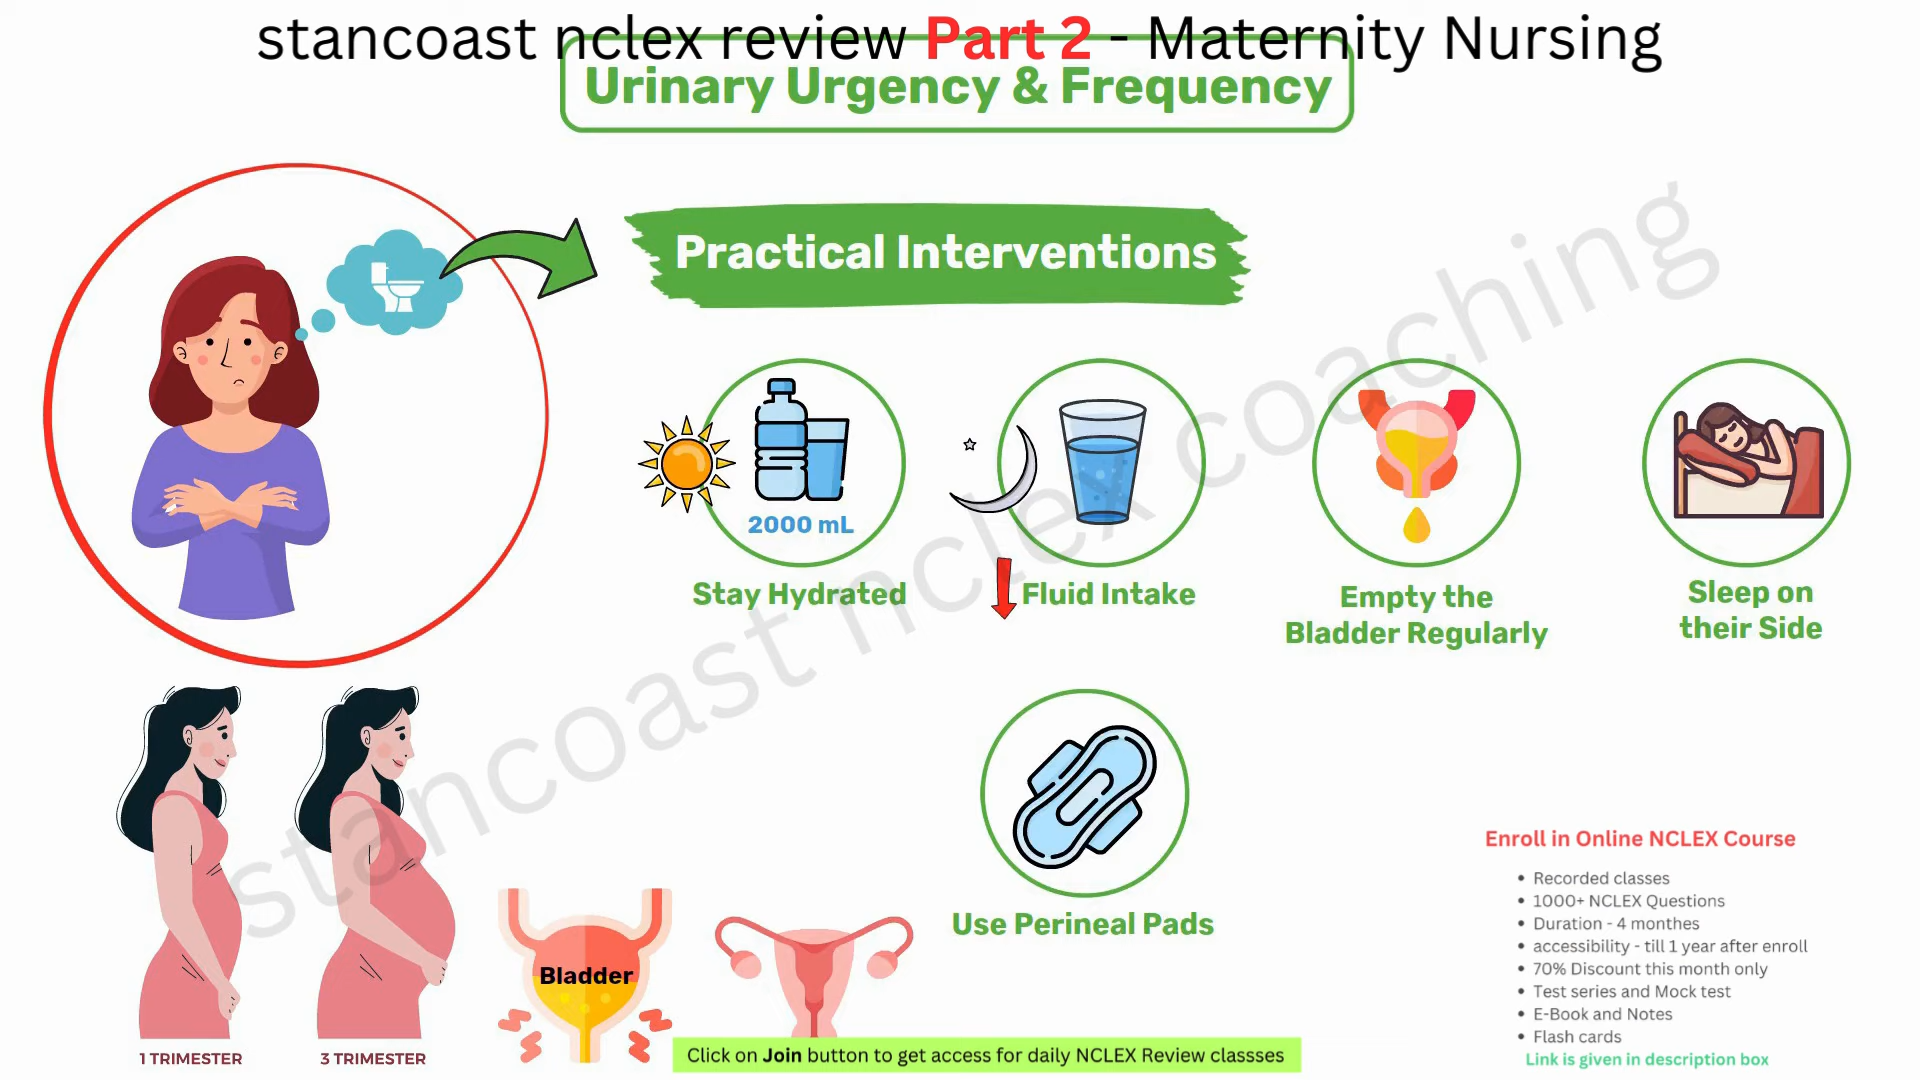 stancoast nclex review Part 2 - Maternity Nursing
Urinary Urgency & Frequency
Practical Interventions
2000 mL
Stay Hydrated
Fluid Intake
Empty the
Bladder Regularly
Sleep on
their Side
Use Perineal Pads
stancoast nclex coaching
1 TRIMESTER
3 TRIMESTER
Bladder
Click on Join button to get access for daily NCLEX Review classses
Enroll in Online NCLEX Course
• Recorded classes
• 1000+ NCLEX Questions
• Duration - 4 monthes
• accessibility - till 1 year after enroll
• 70% Discount this month only
• Test series and Mock test
• E-Book and Notes
• Flash cards
Link is given in description box